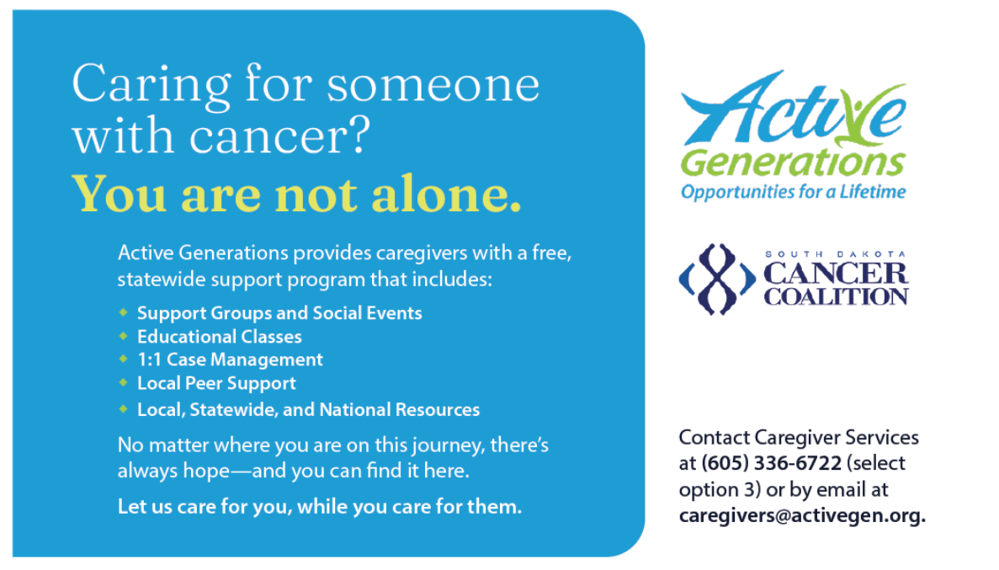 Caring for someone
with cancer?
You are not alone.
Active Generations provides caregivers with a free,
statewide support program that includes:
Support Groups and Social Events
Educational Classes
1:1 Case Management
Local Peer Support
Local, Statewide, and National Resources
No matter where you are on this journey, there’s
always hope—and you can find it here.
Let us care for you, while you care for them.
Active
Generations
Opportunities for a Lifetime
SOUTH DAKOTA
CANCER
COALITION
Contact Caregiver Services
at (605) 336-6722 (select
option 3) or by email at
caregivers@activegen.org.